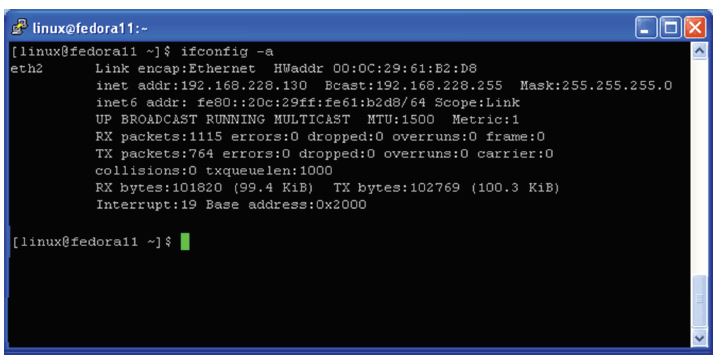 linux@fedora11:~
[linux@fedora11 ~]$ ifconfig -a
eth2 Link encap:Ethernet HWaddr 00:0C:29:61:B2:D8
inet addr:192.168.228.130 Bcast:192.168.228.255 Mask:255.255.255.0
inet6 addr: fe80::20c:29ff:fe61:b2d8/64 Scope:Link
UP BROADCAST RUNNING MULTICAST MTU:1500 Metric:1
RX packets:1115 errors:0 dropped:0 overruns:0 frame:0
TX packets:764 errors:0 dropped:0 overruns:0 carrier:0
collisions:0 txqueuelen:1000
RX bytes:101820 (99.4 KiB) TX bytes:102769 (100.3 KiB)
Interrupt:19 Base address:0x2000
[linux@fedora11 ~]$